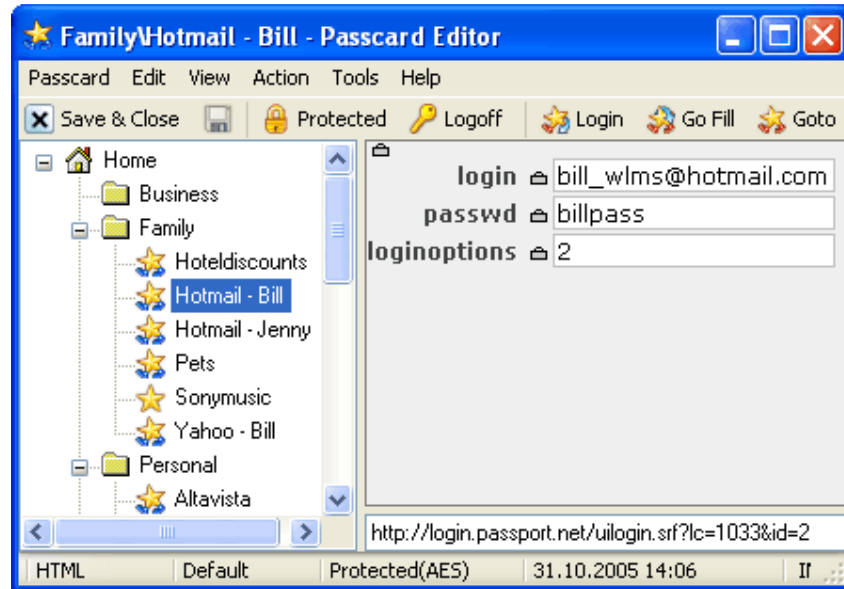 Family\Hotmail - Bill - Passcard Editor
Passcard Edit View Action Tools Help
Save & Close Protected Logoff Login Go Fill Goto
Home
Business
Family
Hoteldiscounts
Hotmail - Bill
Hotmail - Jenny
Pets
Sonymusic
Yahoo - Bill
Personal
Altavista
login bill_wlms@hotmail.com
passwd billpass
loginoptions 2
http://login.passport.net/uilogin.srf?lc=1033&id=2
HTML Default Protected(AES) 31.10.2005 14:06